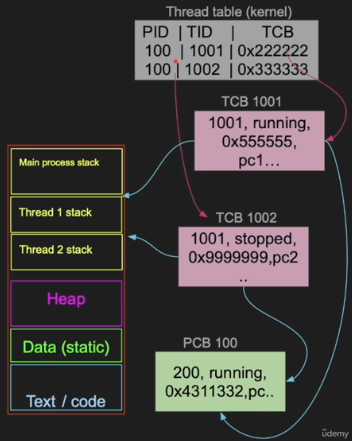 Thread table (kernel)
PID | TID | TCB
100 | 1001 | 0x222222
100 | 1002 | 0x333333
TCB 1001
1001, running,
0x555555,
pc1...
Main process stack
Thread 1 stack
Thread 2 stack
Heap
Data (static)
Text / code
TCB 1002
1001, stopped,
0x9999999,pc2
..
PCB 100
200, running,
0x4311332,pc..
udemy